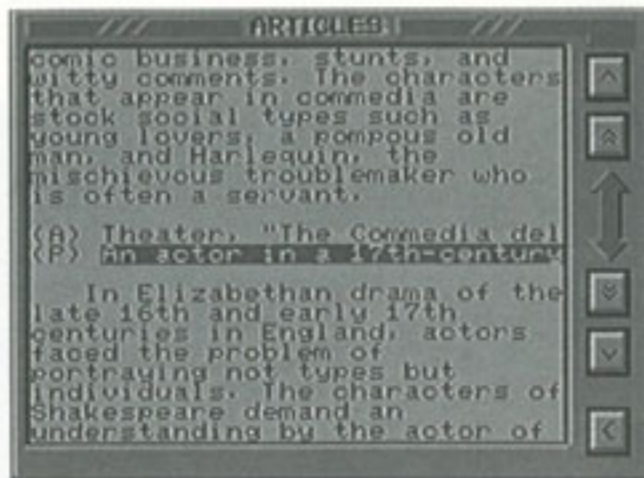 ARTICLES
comic business, stunts, and
witty comments. The characters
that appear in commedia are
stock social types such as
young lovers, a pompous old
man, and Harlequin, the
mischievous troublemaker who
is often a servant.
(A) Theater, "The Commedia del
(P) An actor in a 17th-century
In Elizabethan drama of the
late 16th and early 17th
centuries in England, actors
faced the problem of
portraying not types but
individuals. The characters of
Shakespeare demand an
understanding by the actor of